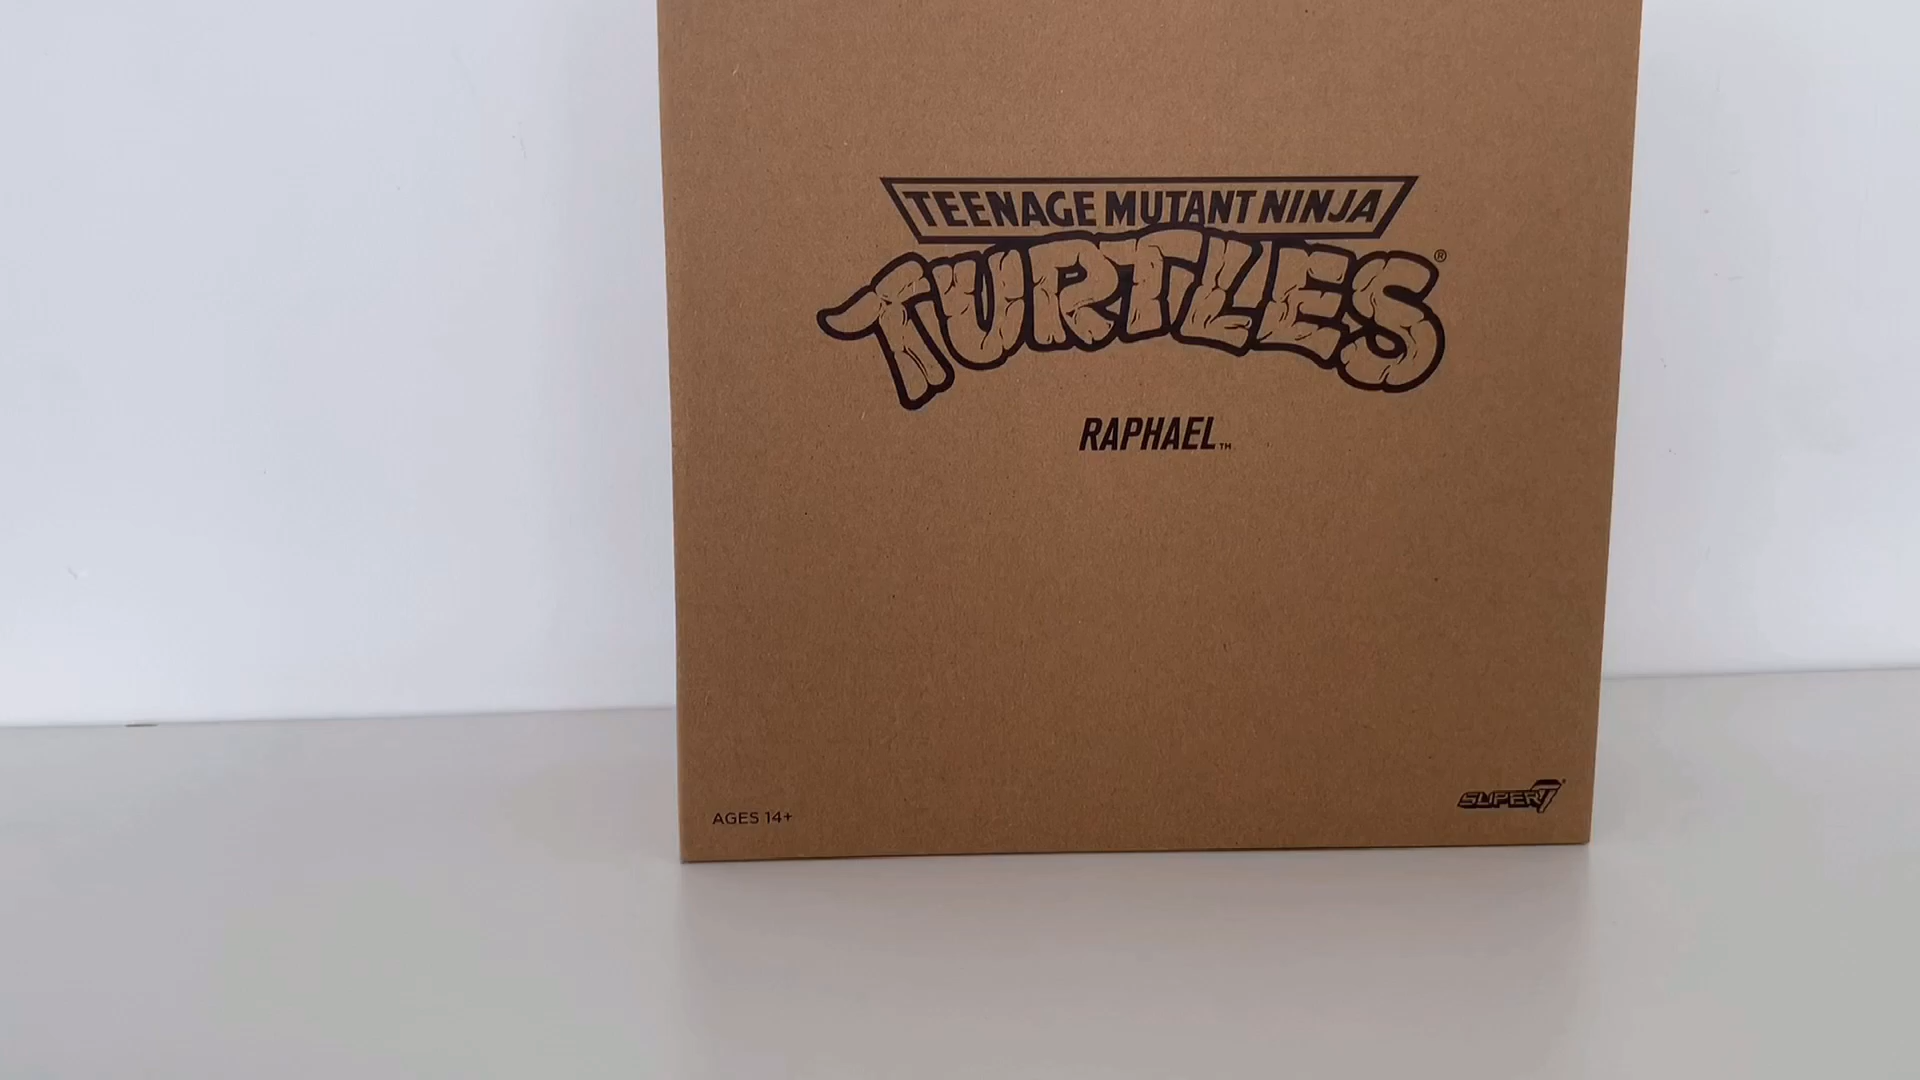 TEENAGE MUTANT NINJA
TURTLES®
RAPHAEL™
AGES 14+
SUPER7